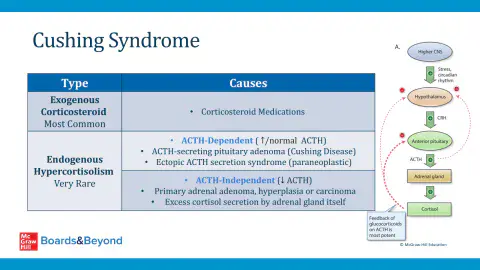 Cushing Syndrome
Type
Causes
Exogenous
Corticosteroid
Most Common
• Corticosteroid Medications
Endogenous
Hypercortisolism
Very Rare
• ACTH-Dependent (↑/normal ACTH)
• ACTH-secreting pituitary adenoma (Cushing Disease)
• Ectopic ACTH secretion syndrome (paraneoplastic)
• ACTH-Independent (↓ ACTH)
• Primary adrenal adenoma, hyperplasia or carcinoma
• Excess cortisol secretion by adrenal gland itself
A.
Higher CNS
Stress,
circadian
rhythm
Hypothalamus
CRH
Anterior pituitary
ACTH
Adrenal gland
Cortisol
Feedback of
glucocorticoids
on ACTH is
most potent
© McGraw-Hill Education
Mc
Graw
Hill
Boards&Beyond